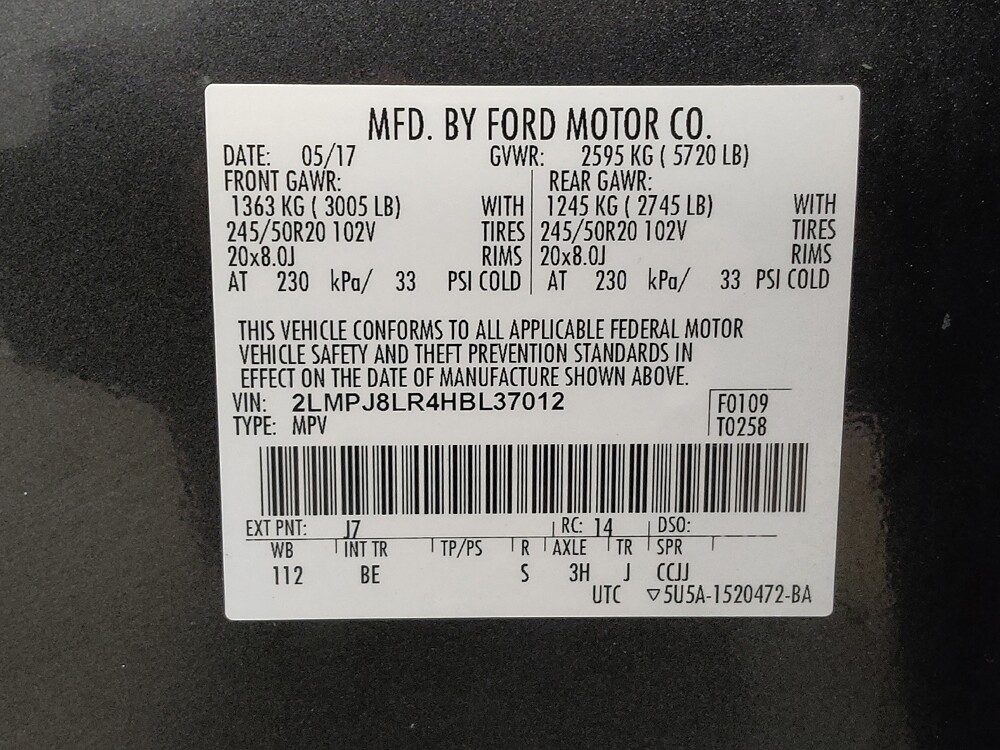 MFD. BY FORD MOTOR CO.
DATE: 05/17 GVWR: 2595 KG ( 5720 LB)
FRONT GAWR: REAR GAWR:
1363 KG ( 3005 LB) WITH 1245 KG ( 2745 LB) WITH
245/50R20 102V TIRES 245/50R20 102V TIRES
20x8.0J RIMS 20x8.0J RIMS
AT 230 kPa/ 33 PSI COLD AT 230 kPa/ 33 PSI COLD
THIS VEHICLE CONFORMS TO ALL APPLICABLE FEDERAL MOTOR
VEHICLE SAFETY AND THEFT PREVENTION STANDARDS IN
EFFECT ON THE DATE OF MANUFACTURE SHOWN ABOVE.
VIN: 2LMPJ8LR4HBL37012 F0109
TYPE: MPV T0258
EXT PNT: J7 RC: 14 DSO:
WB INT TR TP/PS R AXLE TR SPR
112 BE S 3H J CCJJ
UTC ▽5U5A-1520472-BA